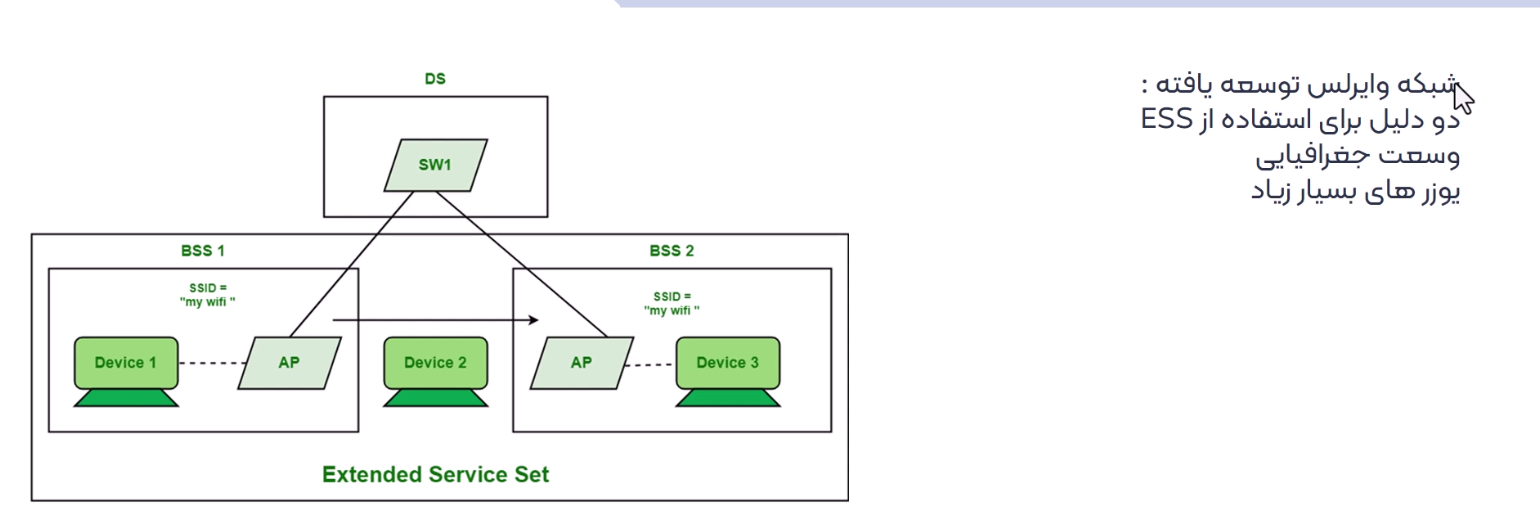 شبکه وایرلس توسعه یافته :
دو دلیل برای استفاده از ESS
وسعت جغرافیایی
یوزر های بسیار زیاد
DS
SW1
BSS 1
BSS 2
SSID =
"my wifi "
SSID =
"my wifi "
Device 1
AP
Device 2
AP
Device 3
Extended Service Set